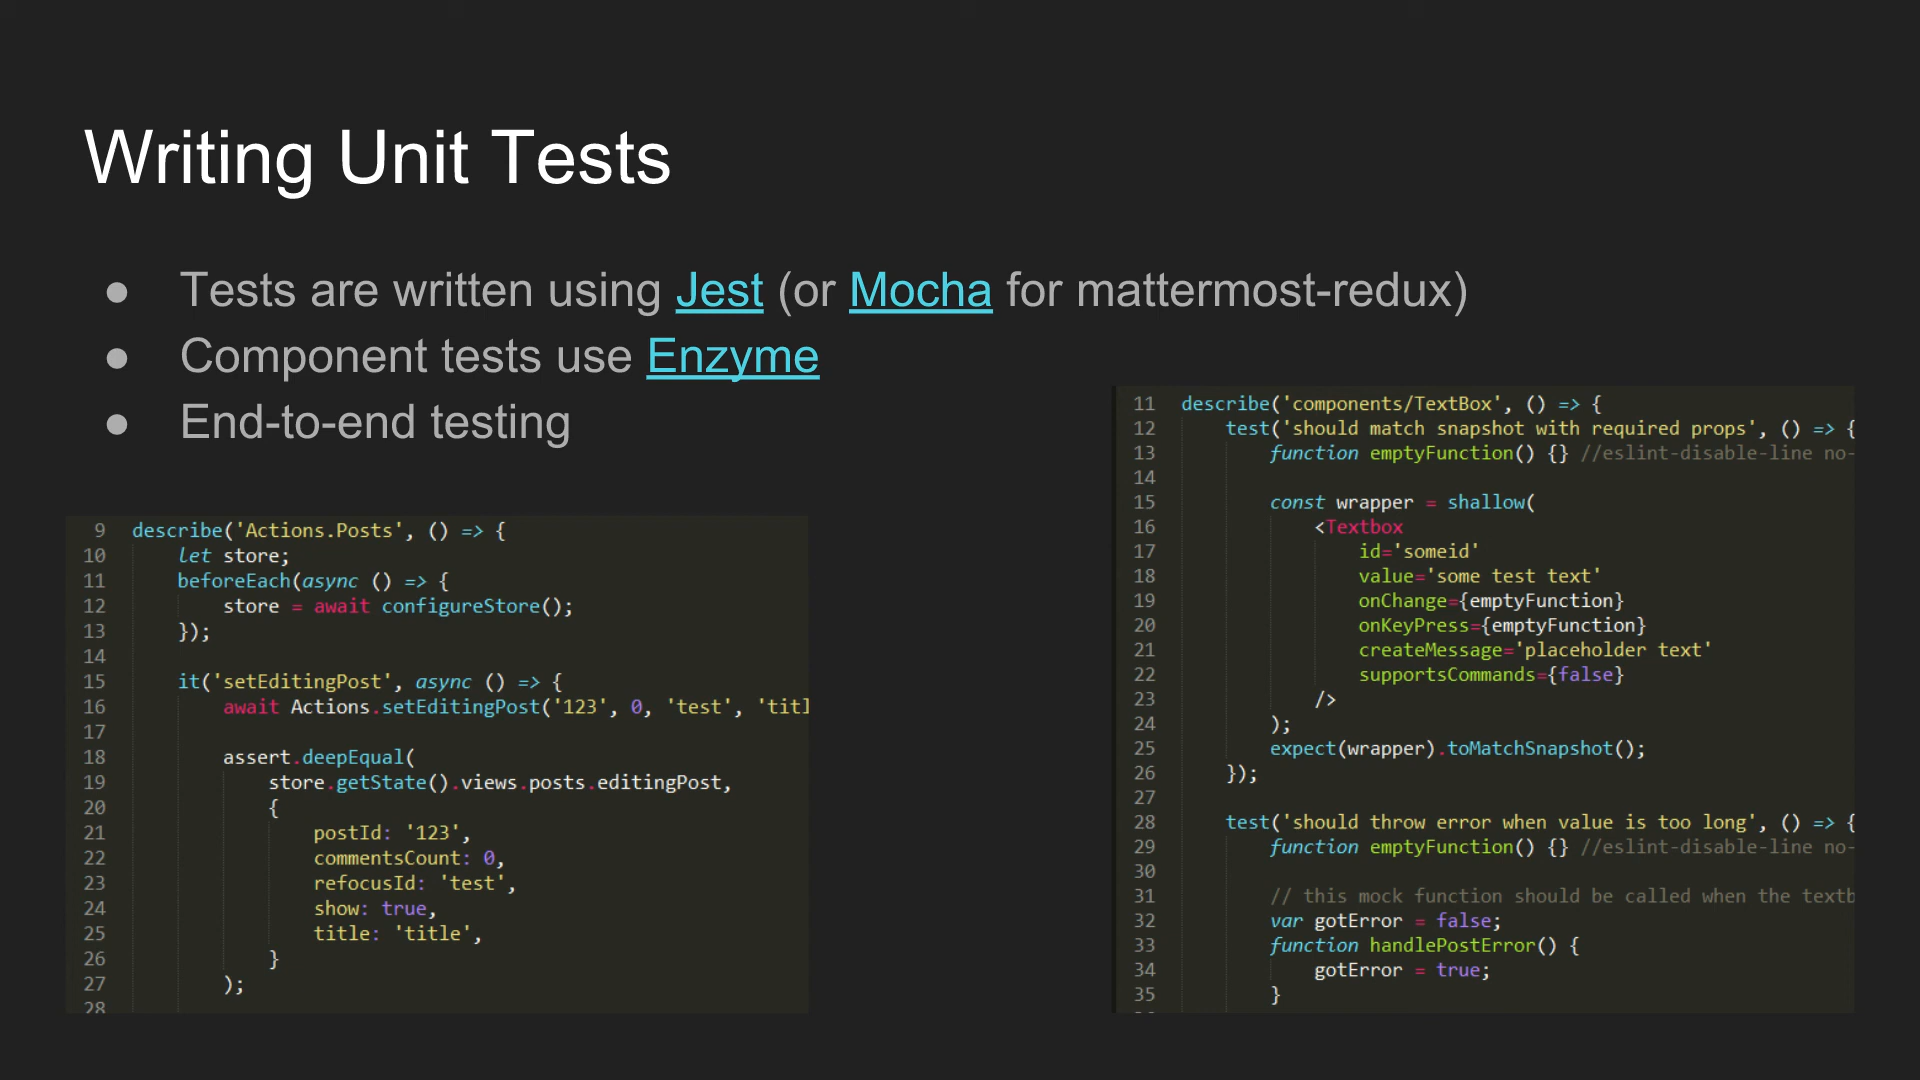 Writing Unit Tests
● Tests are written using Jest (or Mocha for mattermost-redux)
● Component tests use Enzyme
● End-to-end testing
9 describe('Actions.Posts', () => {
10 let store;
11 beforeEach(async () => {
12 store = await configureStore();
13 });
14
15 it('setEditingPost', async () => {
16 await Actions.setEditingPost('123', 0, 'test', 'titl
17
18 assert.deepEqual(
19 store.getState().views.posts.editingPost,
20 {
21 postId: '123',
22 commentsCount: 0,
23 refocusId: 'test',
24 show: true,
25 title: 'title',
26 }
27 );
28
11 describe('components/TextBox', () => {
12 test('should match snapshot with required props', () => {
13 function emptyFunction() {} //eslint-disable-line no-
14
15 const wrapper = shallow(
16 <Textbox
17 id='someid'
18 value='some test text'
19 onChange={emptyFunction}
20 onKeyPress={emptyFunction}
21 createMessage='placeholder text'
22 supportsCommands={false}
23 />
24 );
25 expect(wrapper).toMatchSnapshot();
26 });
27
28 test('should throw error when value is too long', () => {
29 function emptyFunction() {} //eslint-disable-line no-
30
31 // this mock function should be called when the textb
32 var gotError = false;
33 function handlePostError() {
34 gotError = true;
35 }